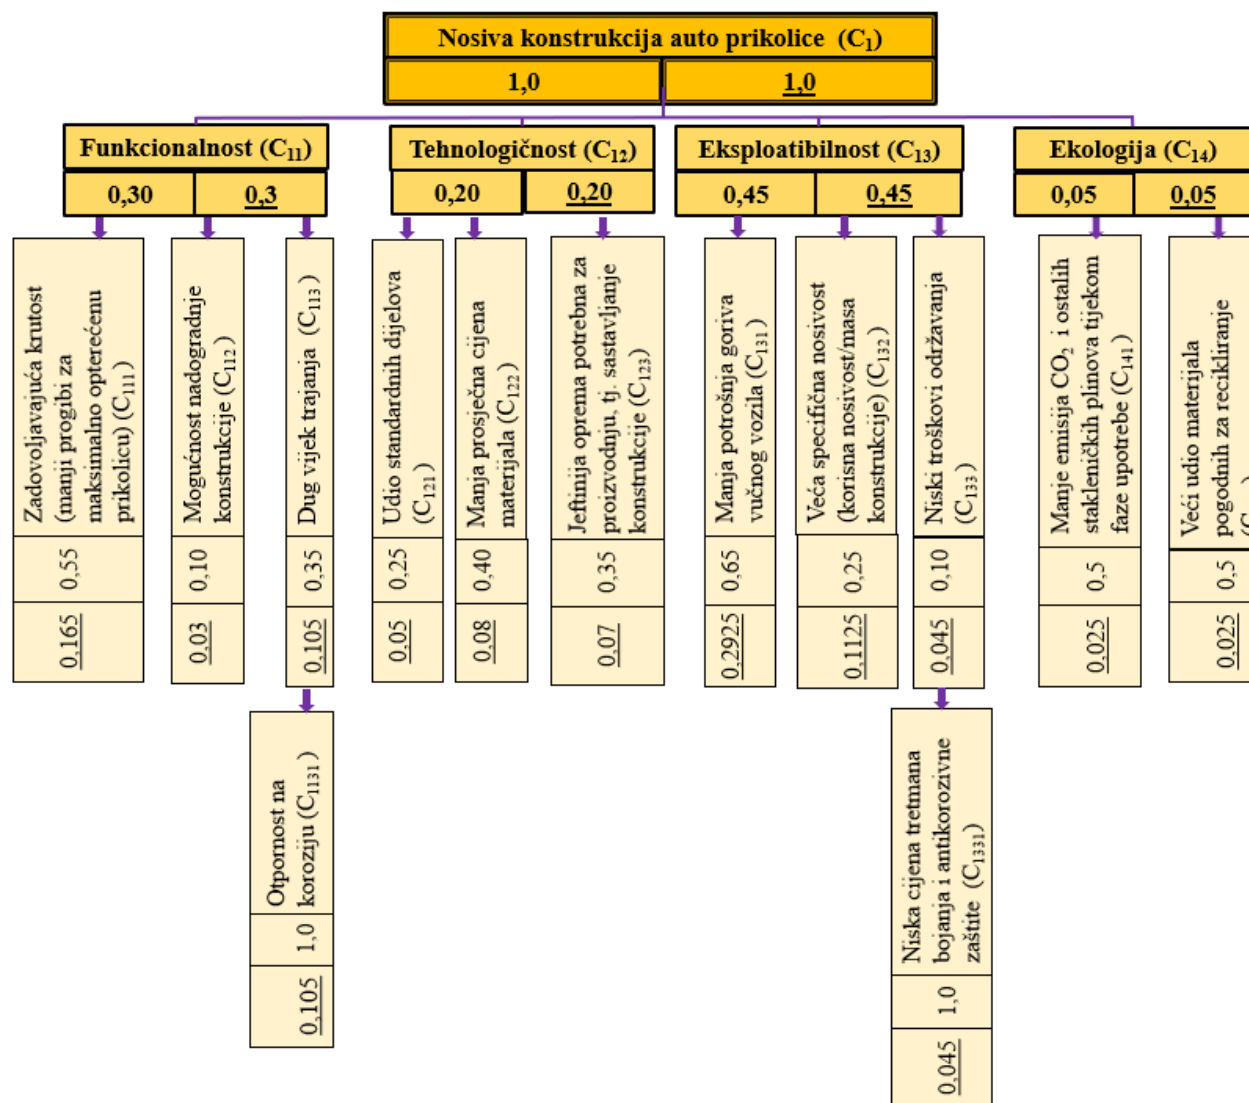 Nosiva konstrukcija auto prikolice (C₁)
1,0
1,0
Funkcionalnost (C₁₁)
0,30
0,3
Tehnologičnost (C₁₂)
0,20
0,20
Eksploatibilnost (C₁₃)
0,45
0,45
Ekologija (C₁₄)
0,05
0,05
Zadovoljavajuća krutost
(manji progibi za
maksimalno opterećenu
prikolicu) (C₁₁₁)
0,55
0,165
Mogućnost nadogradnje
konstrukcije (C₁₁₂)
0,10
0,03
Dug vijek trajanja (C₁₁₃)
0,35
0,105
Udio standardnih dijelova
(C₁₂₁)
0,25
0,05
Manja prosječna cijena
materijala (C₁₂₂)
0,40
0,08
Jeftinija oprema potrebna za
proizvodnju, tj. sastavljanje
konstrukcije (C₁₂₃)
0,35
0,07
Manja potrošnja goriva
vučnog vozila (C₁₃₁)
0,65
0,2925
Veća specifična nosivost
(korisna nosivost/masa
konstrukcije) (C₁₃₂)
0,25
0,1125
Niski troškovi održavanja
(C₁₃₃)
0,10
0,045
Manje emisija CO₂ i ostalih
stakleničkih plinova tijekom
faze upotrebe (C₁₄₁)
0,5
0,025
Veći udio materijala
pogodnih za recikliranje
0,5
0,025
Otpornost na
koroziju (C₁₁₃₁)
1,0
0,105
Niska cijena tretmana
bojanja i antikorozivne
zaštite (C₁₃₃₁)
1,0
0,045